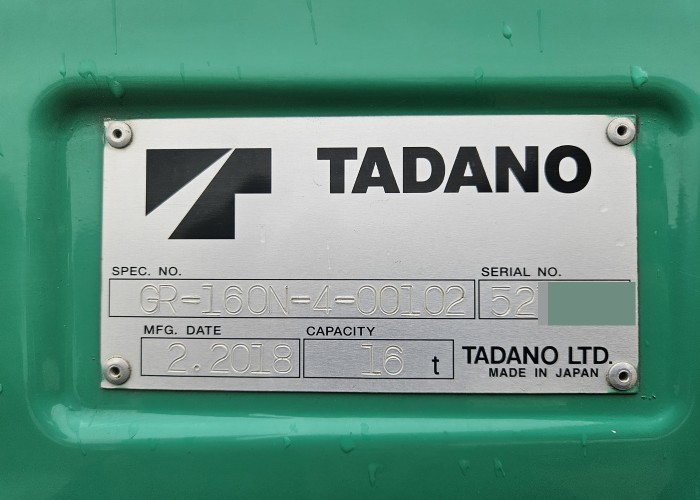 TADANO
SPEC. NO. SERIAL NO.
GR-160N-4-00102 52
MFG. DATE CAPACITY
2.2018 16 t TADANO LTD.
MADE IN JAPAN